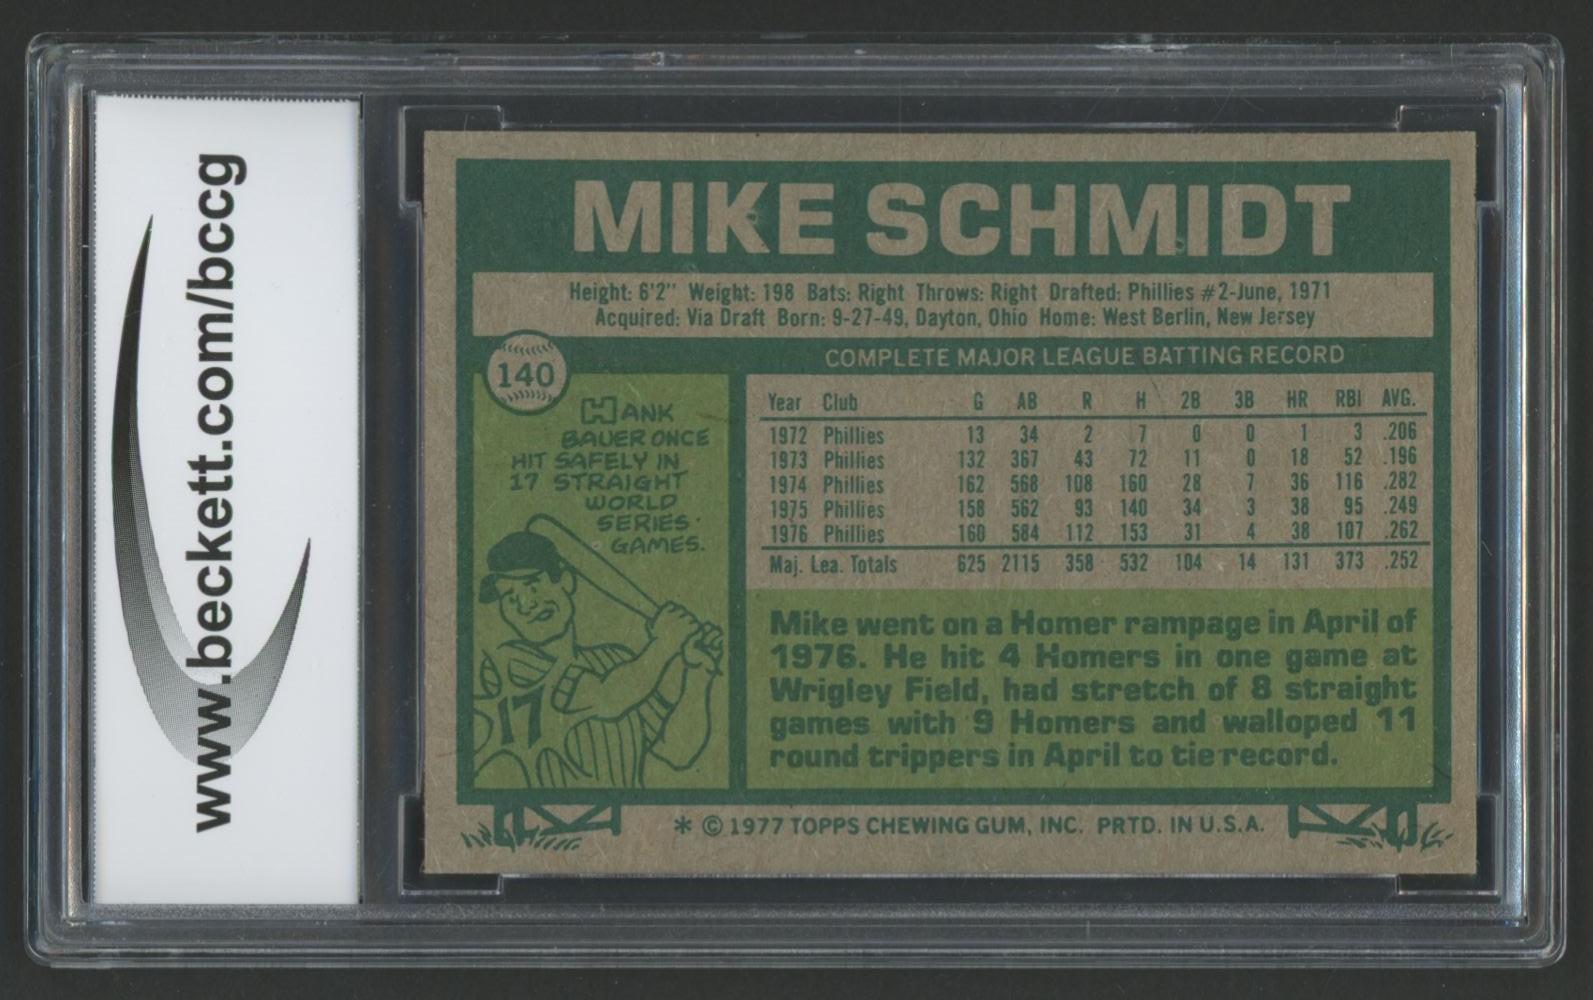 www.beckett.com/bccg
MIKE SCHMIDT
Height: 6'2" Weight: 198 Bats: Right Throws: Right Drafted: Phillies #2-June, 1971
Acquired: Via Draft Born: 9-27-49, Dayton, Ohio Home: West Berlin, New Jersey
140
HANK
BAUER ONCE
HIT SAFELY IN
17 STRAIGHT
WORLD
SERIES
GAMES.
17
COMPLETE MAJOR LEAGUE BATTING RECORD
Year Club G AB R H 2B 3B HR RBI AVG.
1972 Phillies 13 34 2 7 0 0 1 3 .206
1973 Phillies 132 367 43 72 11 0 18 52 .196
1974 Phillies 162 568 108 160 28 7 36 116 .282
1975 Phillies 158 562 93 140 34 3 38 95 .249
1976 Phillies 160 584 112 153 31 4 38 107 .262
Maj. Lea. Totals 625 2115 358 532 104 14 131 373 .252
Mike went on a Homer rampage in April of
1976. He hit 4 Homers in one game at
Wrigley Field, had stretch of 8 straight
games with 9 Homers and walloped 11
round trippers in April to tie record.
* © 1977 TOPPS CHEWING GUM, INC. PRTD. IN U.S.A.